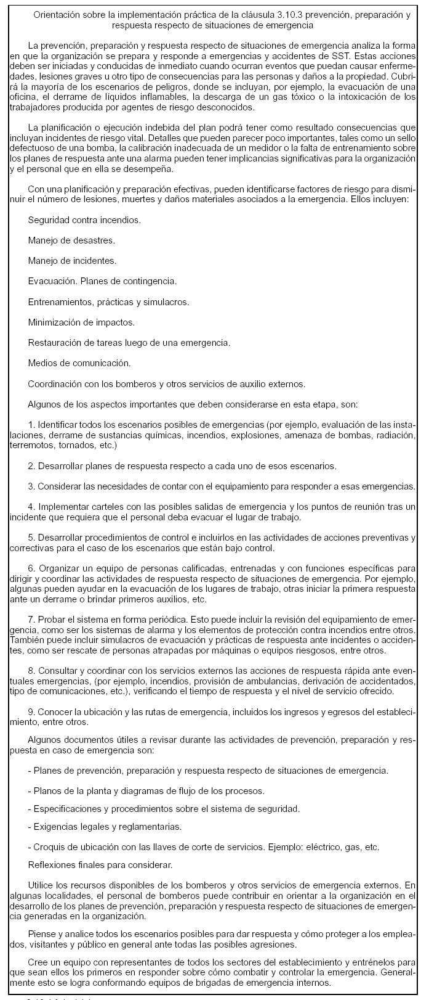 Orientación sobre la implementación práctica de la cláusula 3.10.3 prevención, preparación y
respuesta respecto de situaciones de emergencia
La prevención, preparación y respuesta respecto de situaciones de emergencia analiza la forma
en que la organización se prepara y responde a emergencias y accidentes de SST. Estas acciones
deben ser iniciadas y conducidas de inmediato cuando ocurran eventos que puedan causar enferme-
dades, lesiones graves u otro tipo de consecuencias para las personas y daños a la propiedad. Cubri-
rá la mayoría de los escenarios de peligros, donde se incluyan, por ejemplo, la evacuación de una
oficina, el derrame de líquidos inflamables, la descarga de un gas tóxico o la intoxicación de los
trabajadores producida por agentes de riesgo desconocidos.
La planificación o ejecución indebida del plan podrá tener como resultado consecuencias que
incluyan incidentes de riesgo vital. Detalles que pueden parecer poco importantes, tales como un sello
defectuoso de una bomba, la calibración inadecuada de un medidor o la falta de entrenamiento sobre
los planes de respuesta ante una alarma pueden tener implicancias significativas para la organización
y el personal que en ella se desempeña.
Con una planificación y preparación efectivas, pueden identificarse factores de riesgo para dismi-
nuir el número de lesiones, muertes y daños materiales asociados a la emergencia. Ellos incluyen:
Seguridad contra incendios.
Manejo de desastres.
Manejo de incidentes.
Evacuación. Planes de contingencia.
Entrenamientos, prácticas y simulacros.
Minimización de impactos.
Restauración de tareas luego de una emergencia.
Medios de comunicación.
Coordinación con los bomberos y otros servicios de auxilio externos.
Algunos de los aspectos importantes que deben considerarse en esta etapa, son:
1. Identificar todos los escenarios posibles de emergencias (por ejemplo, evaluación de las insta-
laciones, derrame de sustancias químicas, incendios, explosiones, amenaza de bombas, radiación,
terremotos, tornados, etc.)
2. Desarrollar planes de respuesta respecto a cada uno de esos escenarios.
3. Considerar las necesidades de contar con el equipamiento para responder a esas emergencias.
4. Implementar carteles con las posibles salidas de emergencia y los puntos de reunión tras un
incidente que requiera que el personal deba evacuar el lugar de trabajo.
5. Desarrollar procedimientos de control e incluirlos en las actividades de acciones preventivas y
correctivas para el caso de los escenarios que están bajo control.
6. Organizar un equipo de personas calificadas, entrenadas y con funciones específicas para
dirigir y coordinar las actividades de respuesta respecto de situaciones de emergencia. Por ejemplo,
algunas pueden ayudar en la evacuación de los lugares de trabajo, otras iniciar la primera respuesta
ante un derrame o brindar primeros auxilios, etc.
7. Probar el sistema en forma periódica. Esto puede incluir la revisión del equipamiento de emer-
gencia, como ser los sistemas de alarma y los elementos de protección contra incendios entre otros.
También puede incluir simulacros de evacuación y prácticas de respuesta ante incidentes o acciden-
tes, como ser rescate de personas atrapadas por máquinas o equipos riesgosos, entre otros.
8. Consultar y coordinar con los servicios externos las acciones de respuesta rápida ante even-
tuales emergencias, (por ejemplo, incendios, provisión de ambulancias, derivación de accidentados,
tipo de comunicaciones, etc.), verificando el tiempo de respuesta y el nivel de servicio ofrecido.
9. Conocer la ubicación y las rutas de emergencia, incluidos los ingresos y egresos del estableci-
miento, entre otros.
Algunos documentos útiles a revisar durante las actividades de prevención, preparación y res-
puesta en caso de emergencia son:
- Planes de prevención, preparación y respuesta respecto de situaciones de emergencia.
- Planos de la planta y diagramas de flujo de los procesos.
- Especificaciones y procedimientos sobre el sistema de seguridad.
- Exigencias legales y reglamentarias.
- Croquis de ubicación con las llaves de corte de servicios. Ejemplo: eléctrico, gas, etc.
Reflexiones finales para considerar.
Utilice los recursos disponibles de los bomberos y otros servicios de emergencia externos. En
algunas localidades, el personal de bomberos puede contribuir en orientar a la organización en el
desarrollo de los planes de prevención, preparación y respuesta respecto de situaciones de emergen-
cia generadas en la organización.
Piense y analice todos los escenarios posibles para dar respuesta y cómo proteger a los emplea-
dos, visitantes y público en general ante todas las posibles agresiones.
Cree un equipo con representantes de todos los sectores del establecimiento y entrénelos para
que sean ellos los primeros en responder sobre cómo combatir y controlar la emergencia. General-
mente esto se logra conformando equipos de brigadas de emergencia internos.